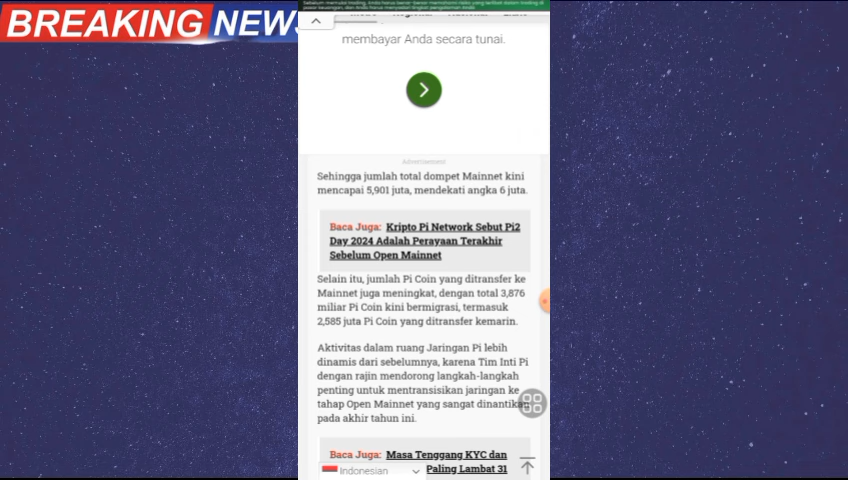 BREAKING NEWS
membayar Anda secara tunai.
Advertisement
Sehingga jumlah total dompet Mainnet kini
mencapai 5,901 juta, mendekati angka 6 juta.
Baca Juga: Kripto Pi Network Sebut Pi2
Day 2024 Adalah Perayaan Terakhir
Sebelum Open Mainnet
Selain itu, jumlah Pi Coin yang ditransfer ke
Mainnet juga meningkat, dengan total 3,876
miliar Pi Coin kini bermigrasi, termasuk
2,585 juta Pi Coin yang ditransfer kemarin.
Aktivitas dalam ruang Jaringan Pi lebih
dinamis dari sebelumnya, karena Tim Inti Pi
dengan rajin mendorong langkah-langkah
penting untuk mentransisikan jaringan ke
tahap Open Mainnet yang sangat dinantikan
pada akhir tahun ini.
Baca Juga: Masa Tenggang KYC dan
Paling Lambat 31
Indonesian